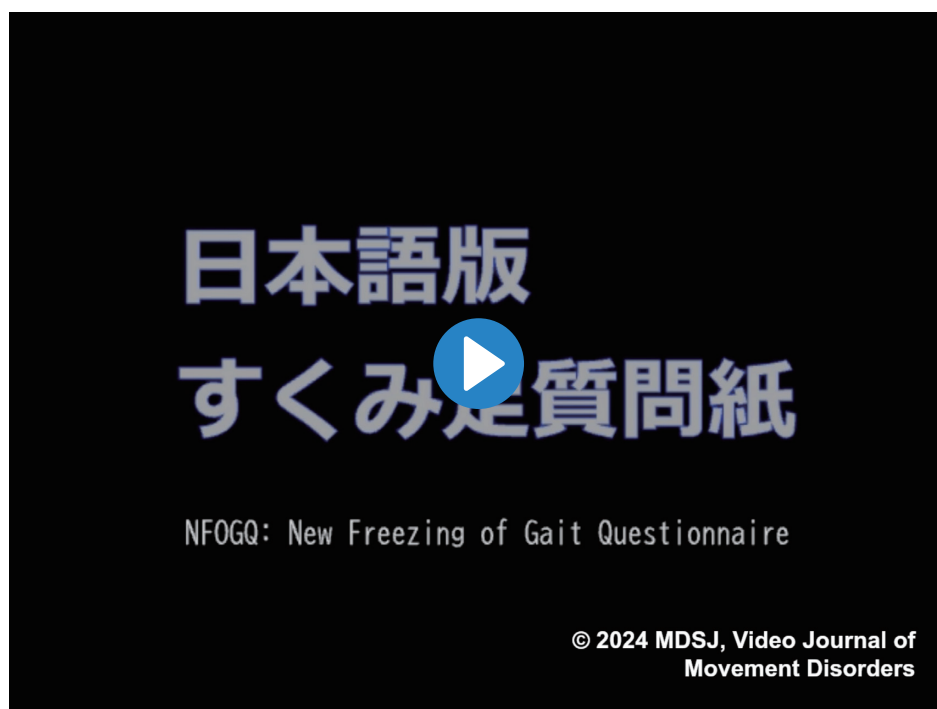 日本語版
すくみ足質問紙
NFOGQ: New Freezing of Gait Questionnaire
© 2024 MDSJ, Video Journal of
Movement Disorders